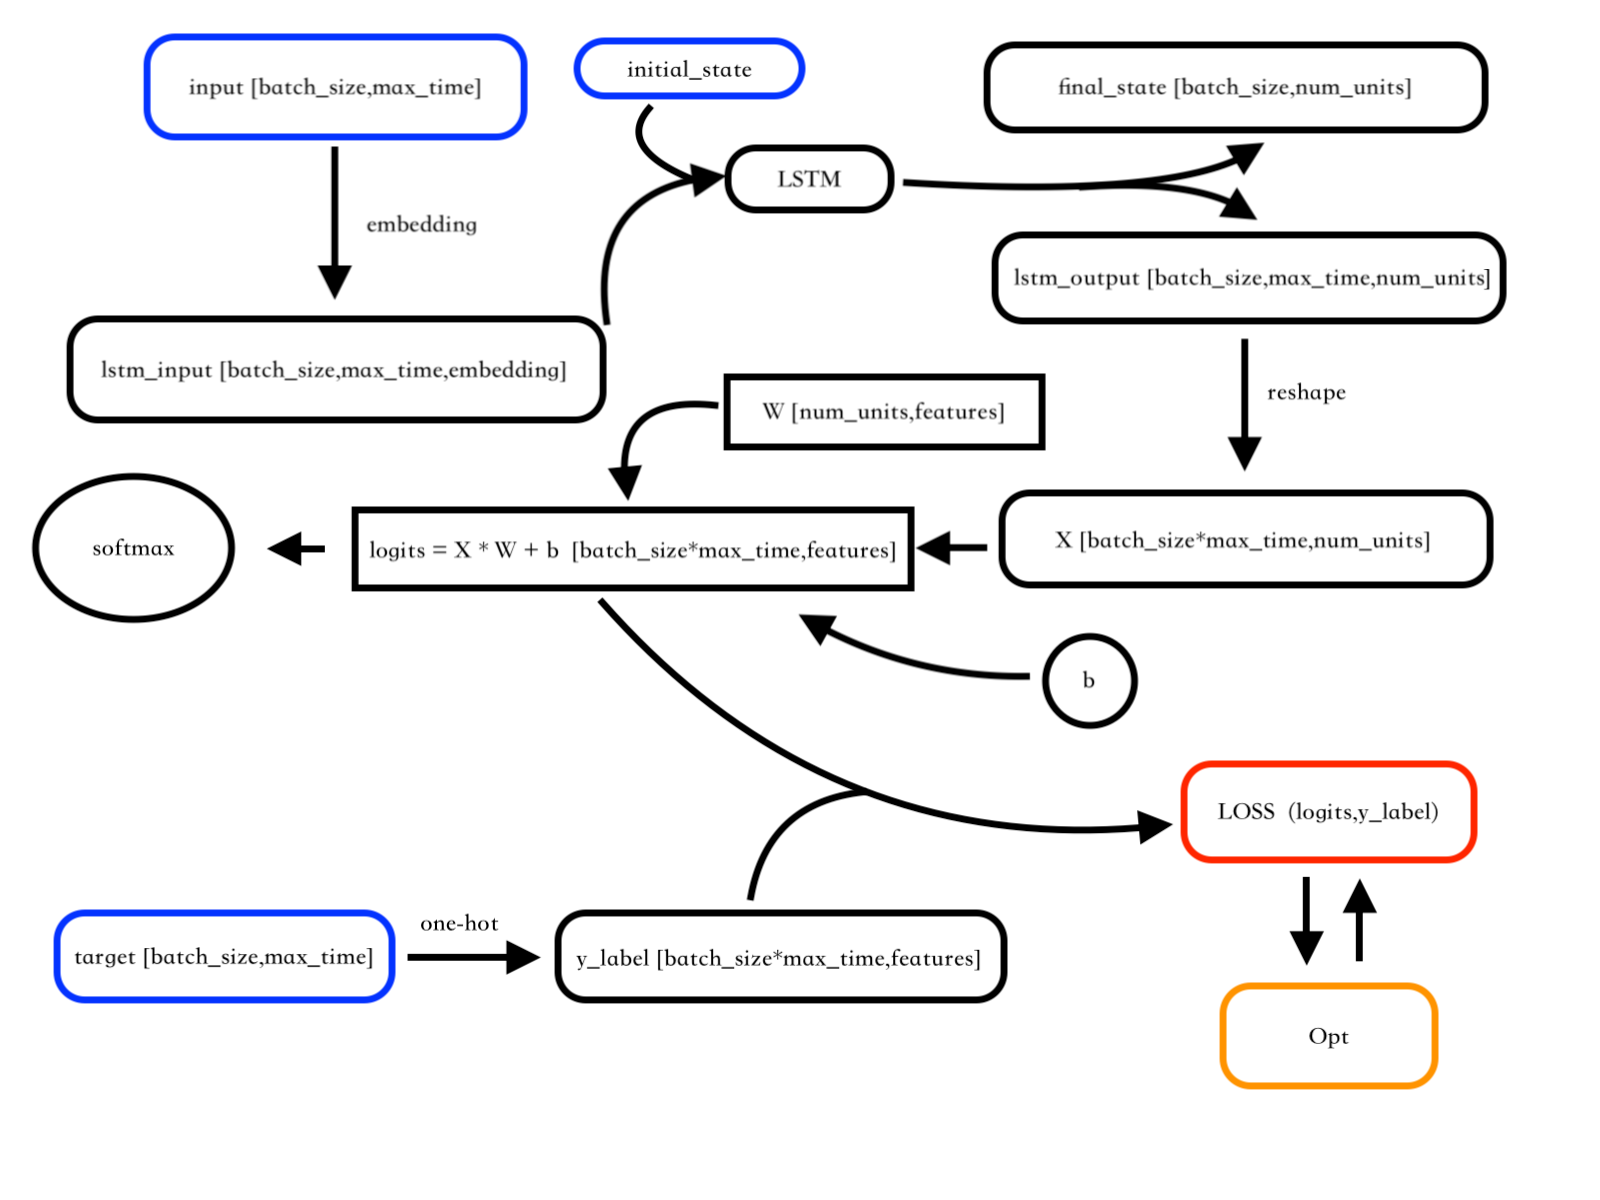 input [batch_size,max_time]
initial_state
final_state [batch_size,num_units]
LSTM
embedding
lstm_output [batch_size,max_time,num_units]
lstm_input [batch_size,max_time,embedding]
reshape
W [num_units,features]
softmax
logits = X * W + b [batch_size*max_time,features]
X [batch_size*max_time,num_units]
b
LOSS (logits,y_label)
target [batch_size,max_time]
one-hot
y_label [batch_size*max_time,features]
Opt